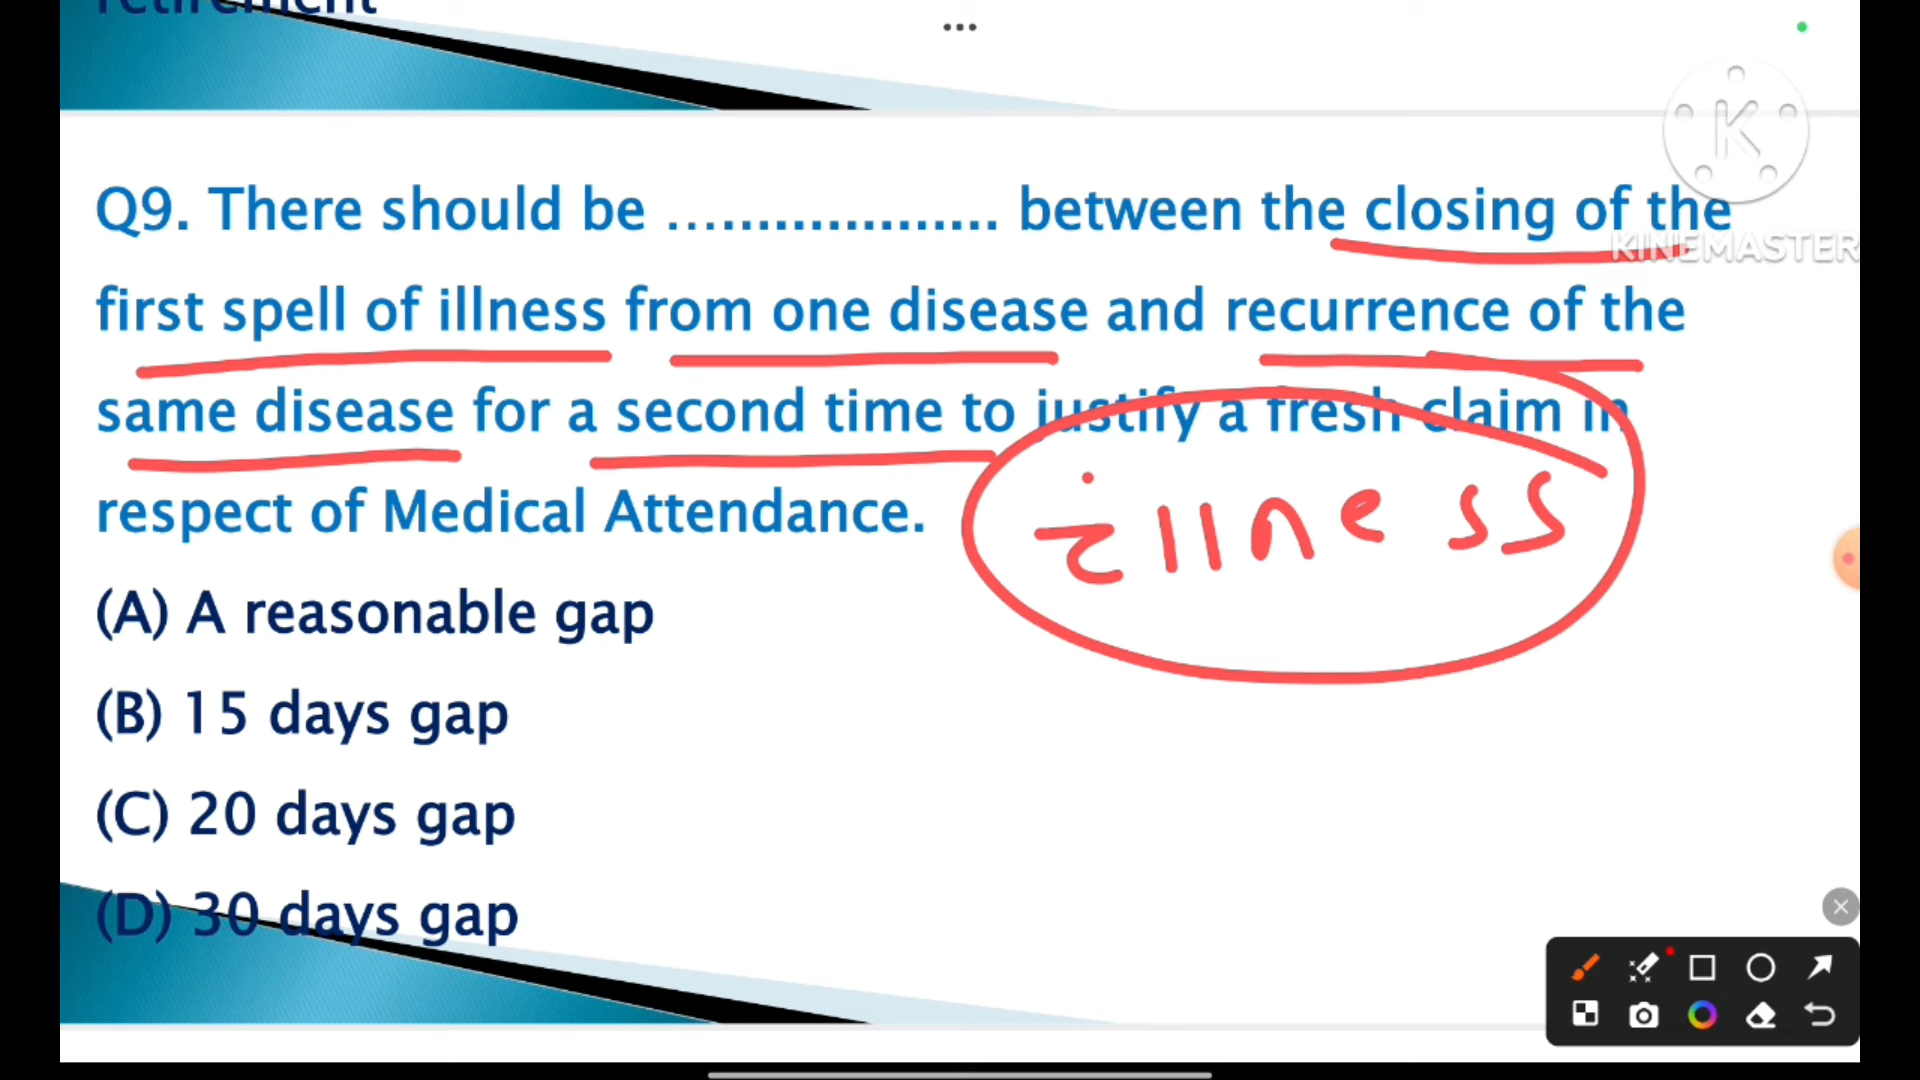 retirement
K
KINEMASTER
Q9. There should be ...……………… between the closing of the
first spell of illness from one disease and recurrence of the
same disease for a second time to justify a fresh claim in
respect of Medical Attendance.
illness
(A) A reasonable gap
(B) 15 days gap
(C) 20 days gap
(D) 30 days gap